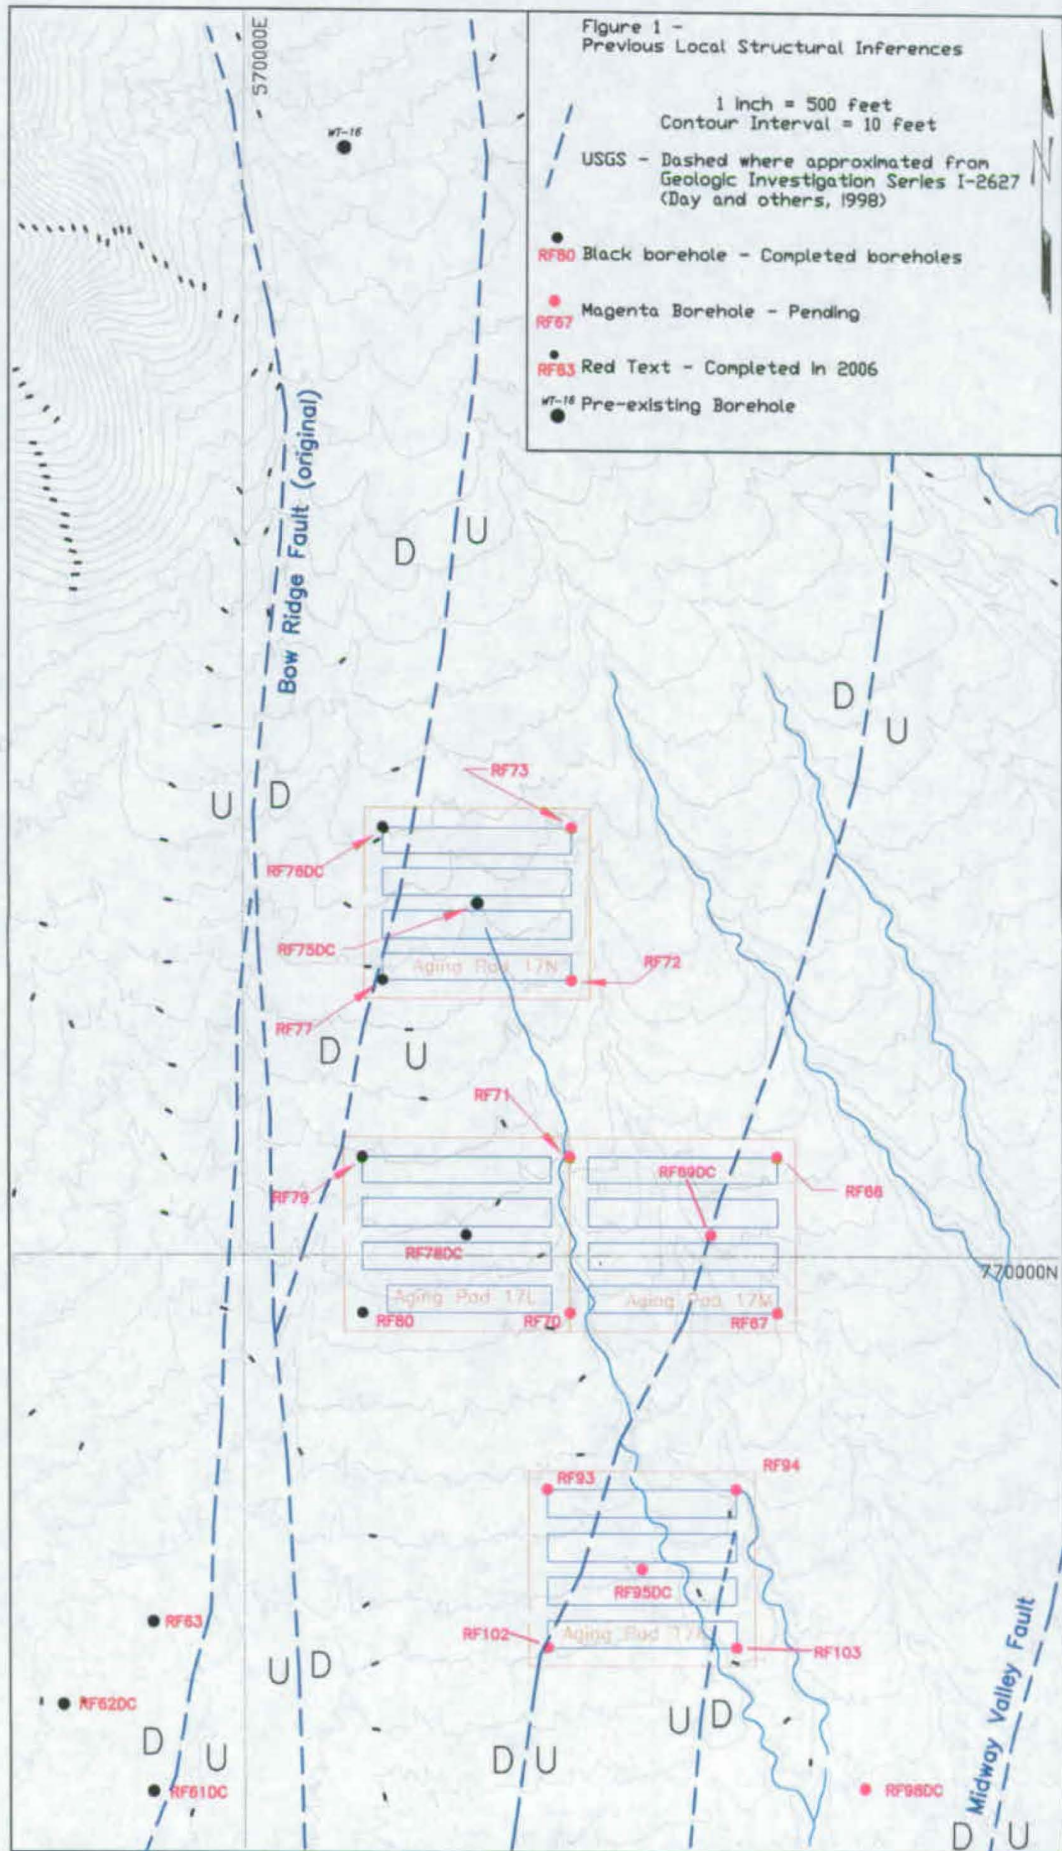 Figure 1 -
Previous Local Structural Inferences
1 Inch = 500 feet
Contour Interval = 10 feet
USGS - Dashed where approximated from
Geologic Investigation Series I-2627
(Day and others, 1998)
RF80 Black borehole - Completed boreholes
RF67 Magenta Borehole - Pending
RF63 Red Text - Completed in 2006
WT-16 Pre-existing Borehole
N
570000E
WT-16
Bow Ridge Fault (original)
D U
D
U
U D
RF73
RF76DC
RF75DC
Aging Pad 17N
RF72
RF77
D U
RF71
RF69DC
RF79
RF68
RF78DC
770000N
Aging Pad 17L
Aging Pad 17M
RF80
RF70
RF67
RF93
RF94
RF95DC
RF63
RF102
Aging Pad
RF103
U D
RF62DC
U D
D U
D U
RF61DC
RF98DC
Midway Valley Fault
D U